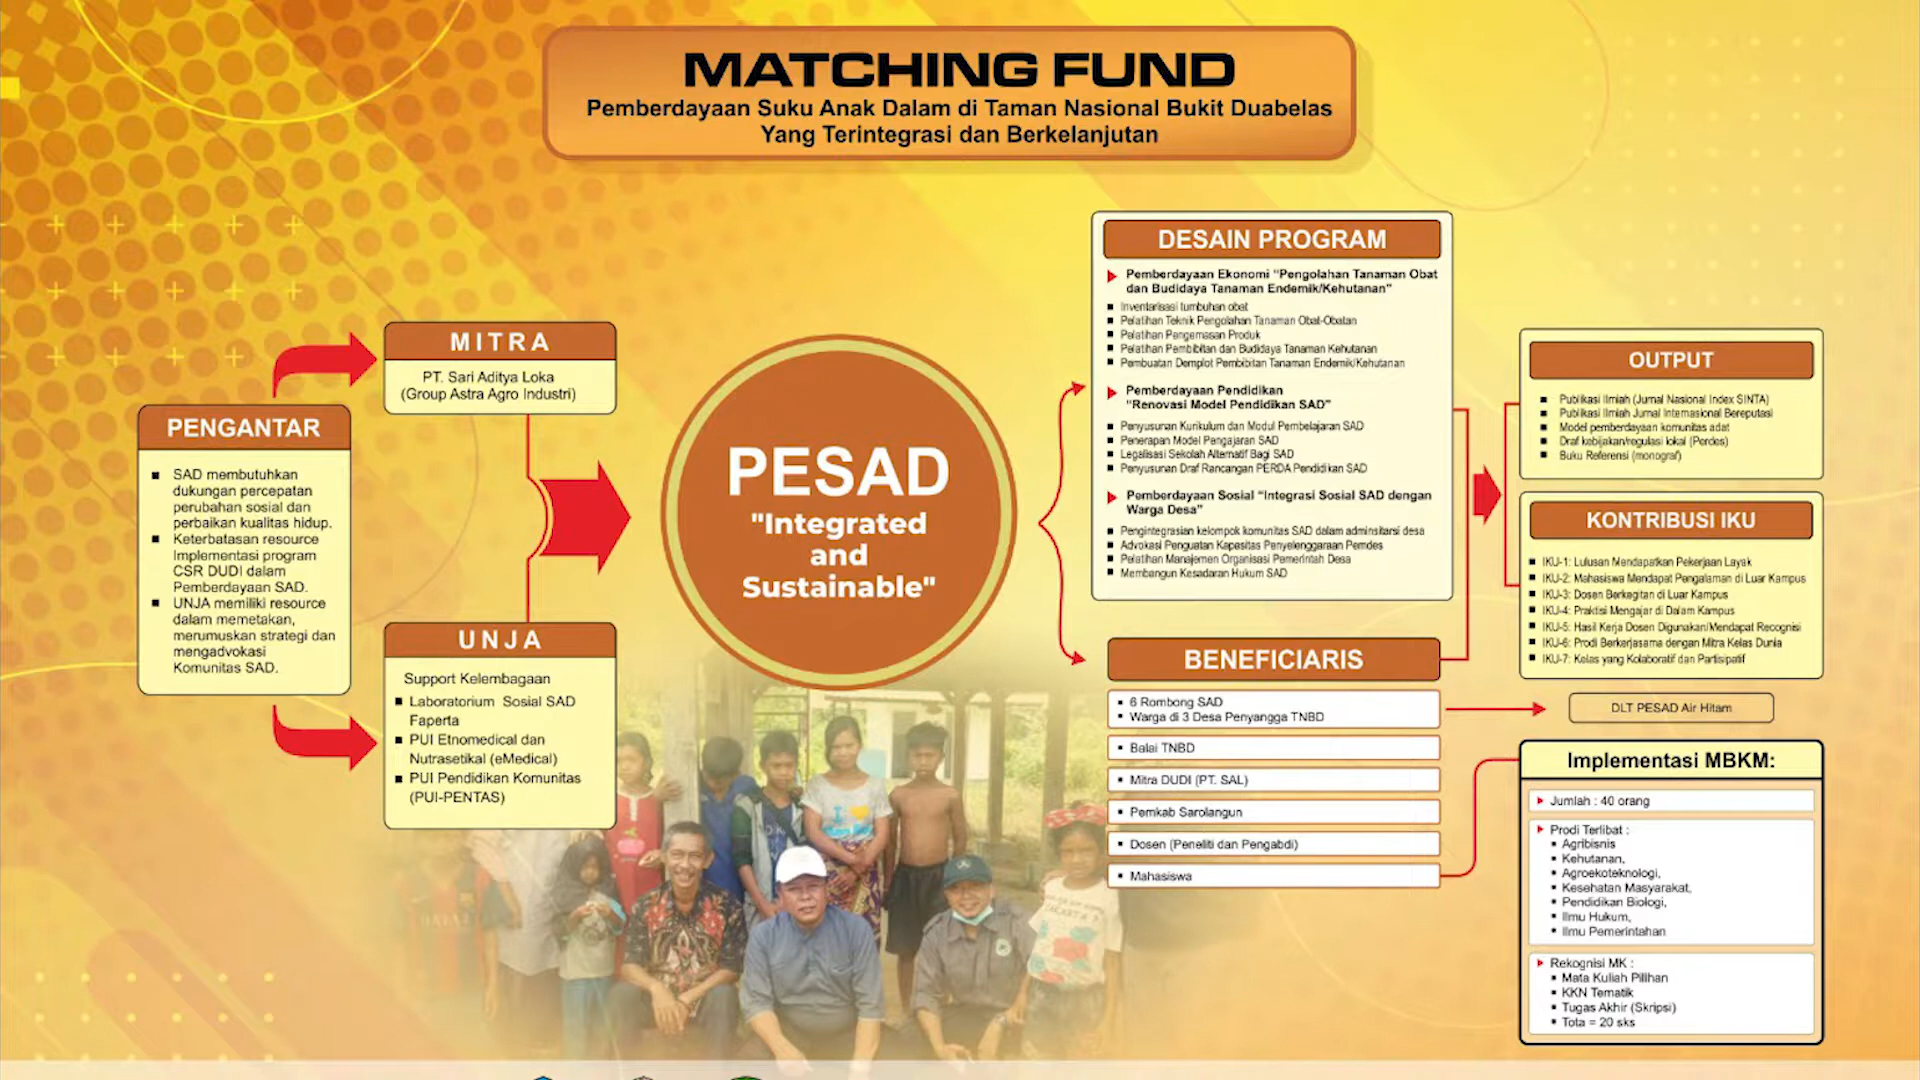 MATCHING FUND
Pemberdayaan Suku Anak Dalam di Taman Nasional Bukit Duabelas
Yang Terintegrasi dan Berkelanjutan
PENGANTAR
SAD membutuhkan
dukungan percepatan
perubahan sosial dan
perbaikan kualitas hidup.
Keterbatasan resource
Implementasi program
CSR DUDI dalam
Pemberdayaan SAD.
UNJA memiliki resource
dalam memetakan,
merumuskan strategi dan
mengadvokasi
Komunitas SAD.
MITRA
PT. Sari Aditya Loka
(Group Astra Agro Industri)
UNJA
Support Kelembagaan
Laboratorium Sosial SAD
Faperta
PUI Etnomedical dan
Nutrasetikal (eMedical)
PUI Pendidikan Komunitas
(PUI-PENTAS)
PESAD
"Integrated
and
Sustainable"
DESAIN PROGRAM
Pemberdayaan Ekonomi "Pengolahan Tanaman Obat
dan Budidaya Tanaman Endemik/Kehutanan"
Inventarisasi tumbuhan obat
Pelatihan Teknik Pengolahan Tanaman Obat-Obatan
Pelatihan Pengemasan Produk
Pelatihan Pembibitan dan Budidaya Tanaman Kehutanan
Pembuatan Demplot Pembibitan Tanaman Endemik/Kehutanan
Pemberdayaan Pendidikan
"Renovasi Model Pendidikan SAD"
Penyusunan Kurikulum dan Modul Pembelajaran SAD
Penerapan Model Pengajaran SAD
Legalisasi Sekolah Alternatif Bagi SAD
Penyusunan Draf Rancangan PERDA Pendidikan SAD
Pemberdayaan Sosial "Integrasi Sosial SAD dengan
Warga Desa"
Pengintegrasian kelompok komunitas SAD dalam adminsitarsi desa
Advokasi Penguatan Kapasitas Penyelenggaraan Pemdes
Pelatihan Manajemen Organisasi Pemerintah Desa
Membangun Kesadaran Hukum SAD
BENEFICIARIS
6 Rombong SAD
Warga di 3 Desa Penyangga TNBD
Balai TNBD
Mitra DUDI (PT. SAL)
Pemkab Sarolangun
Dosen (Peneliti dan Pengabdi)
Mahasiswa
OUTPUT
Publikasi Ilmiah (Jurnal Nasional Index SINTA)
Publikasi Ilmiah Jurnal Internasional Bereputasi
Model pemberdayaan komunitas adat
Draf kebijakan/regulasi lokal (Perdes)
Buku Referensi (monograf)
KONTRIBUSI IKU
IKU-1: Lulusan Mendapatkan Pekerjaan Layak
IKU-2: Mahasiswa Mendapat Pengalaman di Luar Kampus
IKU-3: Dosen Berkegitan di Luar Kampus
IKU-4: Praktisi Mengajar di Dalam Kampus
IKU-5: Hasil Kerja Dosen Digunakan/Mendapat Recognisi
IKU-6: Prodi Berkerjasama dengan Mitra Kelas Dunia
IKU-7: Kelas yang Kolaboratif dan Partisipatif
DLT PESAD Air Hitam
Implementasi MBKM:
Jumlah : 40 orang
Prodi Terlibat :
Agribisnis
Kehutanan,
Agroekoteknologi,
Kesehatan Masyarakat,
Pendidikan Biologi,
Ilmu Hukum,
Ilmu Pemerintahan
Rekognisi MK :
Mata Kuliah Pilihan
KKN Tematik
Tugas Akhir (Skripsi)
Tota = 20 sks